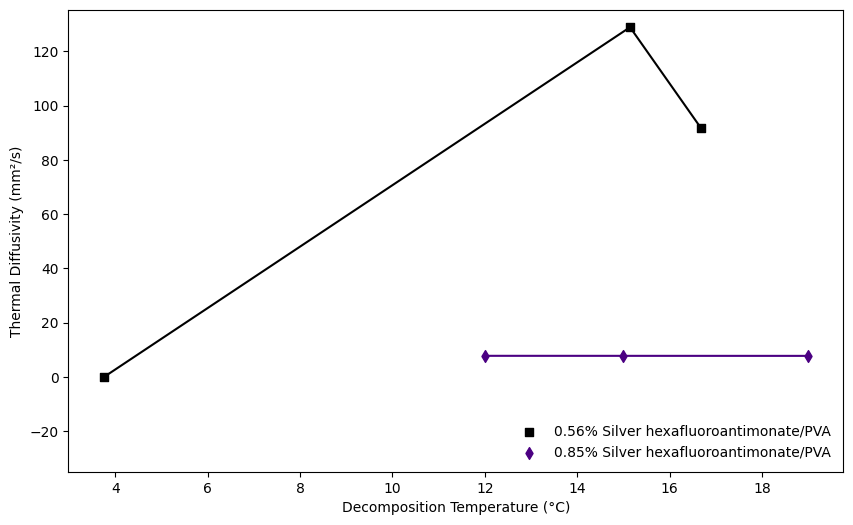 120
100
80
60
40
20
0
−20
Thermal Diffusivity (mm²/s)
0.56% Silver hexafluoroantimonate/PVA
0.85% Silver hexafluoroantimonate/PVA
4 6 8 10 12 14 16 18
Decomposition Temperature (°C)